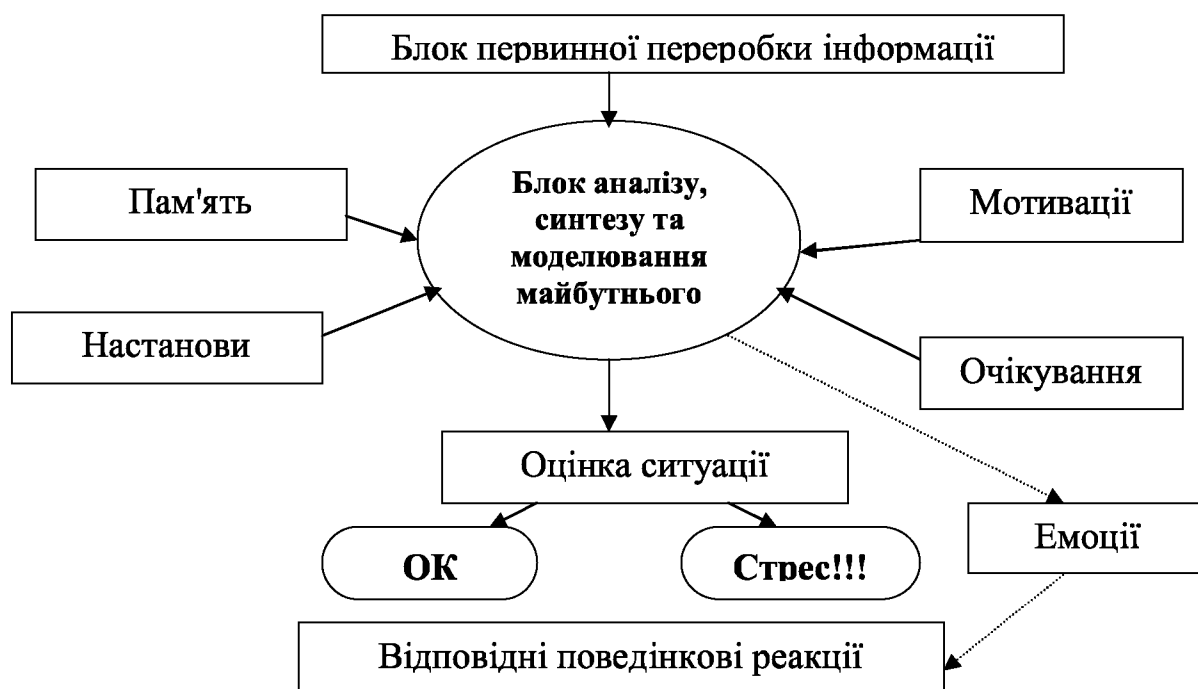 Блок первинної переробки інформації
Блок аналізу,
синтезу та
моделювання
майбутнього
Пам'ять
Мотивації
Настанови
Очікування
Оцінка ситуації
ОК
Стрес!!!
Емоції
Відповідні поведінкові реакції